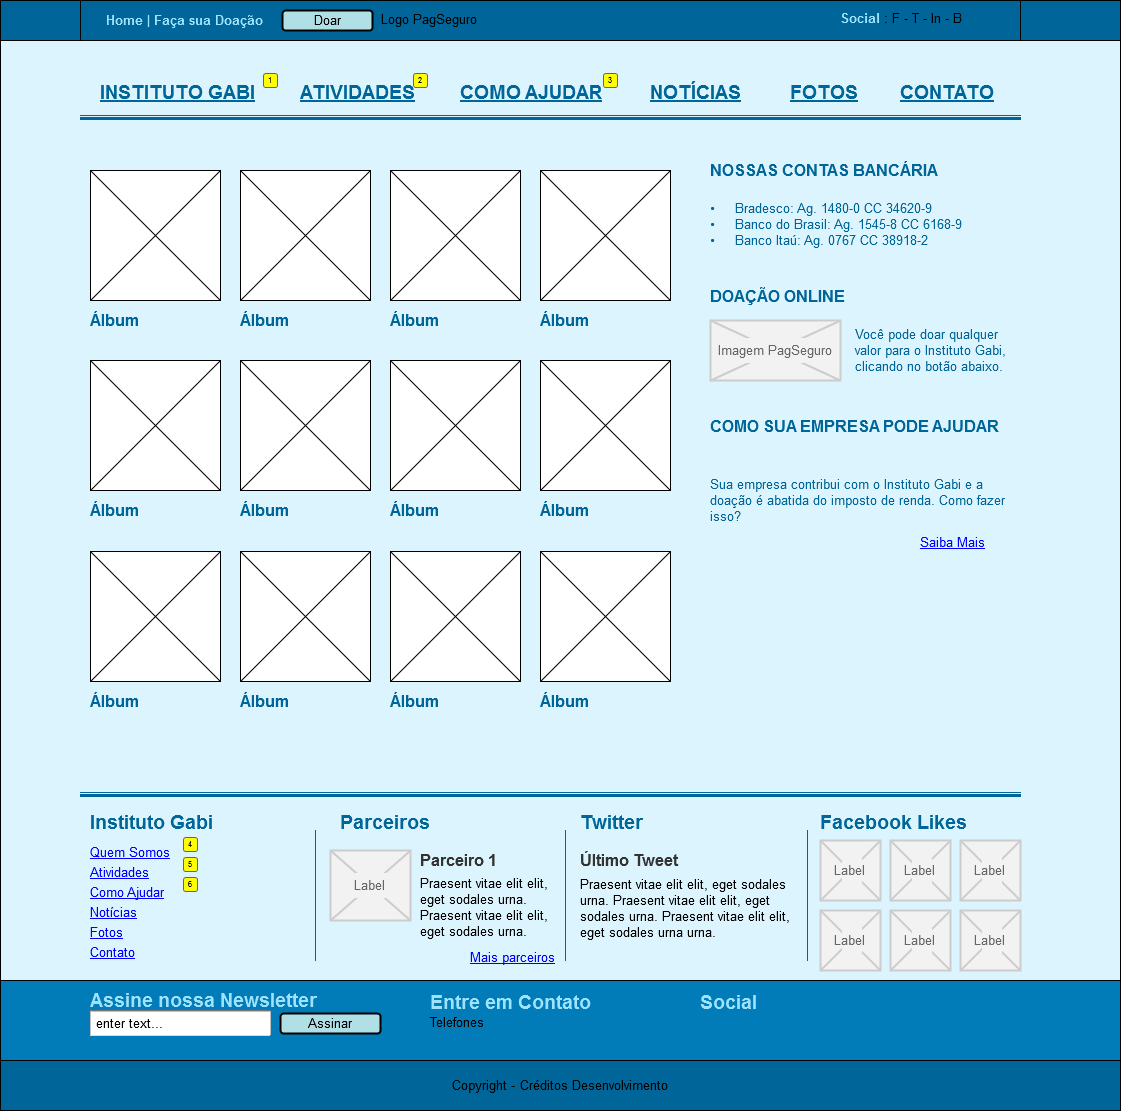 Home | Faça sua Doação
Doar
Logo PagSeguro
Social : F - T - In - B
INSTITUTO GABI
1
ATIVIDADES
2
COMO AJUDAR
3
NOTÍCIAS
FOTOS
CONTATO
Álbum
Álbum
Álbum
Álbum
Álbum
Álbum
Álbum
Álbum
Álbum
Álbum
Álbum
Álbum
NOSSAS CONTAS BANCÁRIA
• Bradesco: Ag. 1480-0 CC 34620-9
• Banco do Brasil: Ag. 1545-8 CC 6168-9
• Banco Itaú: Ag. 0767 CC 38918-2
DOAÇÃO ONLINE
Imagem PagSeguro
Você pode doar qualquer
valor para o Instituto Gabi,
clicando no botão abaixo.
COMO SUA EMPRESA PODE AJUDAR
Sua empresa contribui com o Instituto Gabi e a
doação é abatida do imposto de renda. Como fazer
isso?
Saiba Mais
Instituto Gabi
Quem Somos
4
Atividades
5
Como Ajudar
6
Notícias
Fotos
Contato
Parceiros
Label
Parceiro 1
Praesent vitae elit elit,
eget sodales urna.
Praesent vitae elit elit,
eget sodales urna.
Mais parceiros
Twitter
Último Tweet
Praesent vitae elit elit, eget sodales
urna. Praesent vitae elit elit, eget
sodales urna. Praesent vitae elit elit,
eget sodales urna urna.
Facebook Likes
Label
Label
Label
Label
Label
Label
Assine nossa Newsletter
enter text...
Assinar
Entre em Contato
Telefones
Social
Copyright - Créditos Desenvolvimento